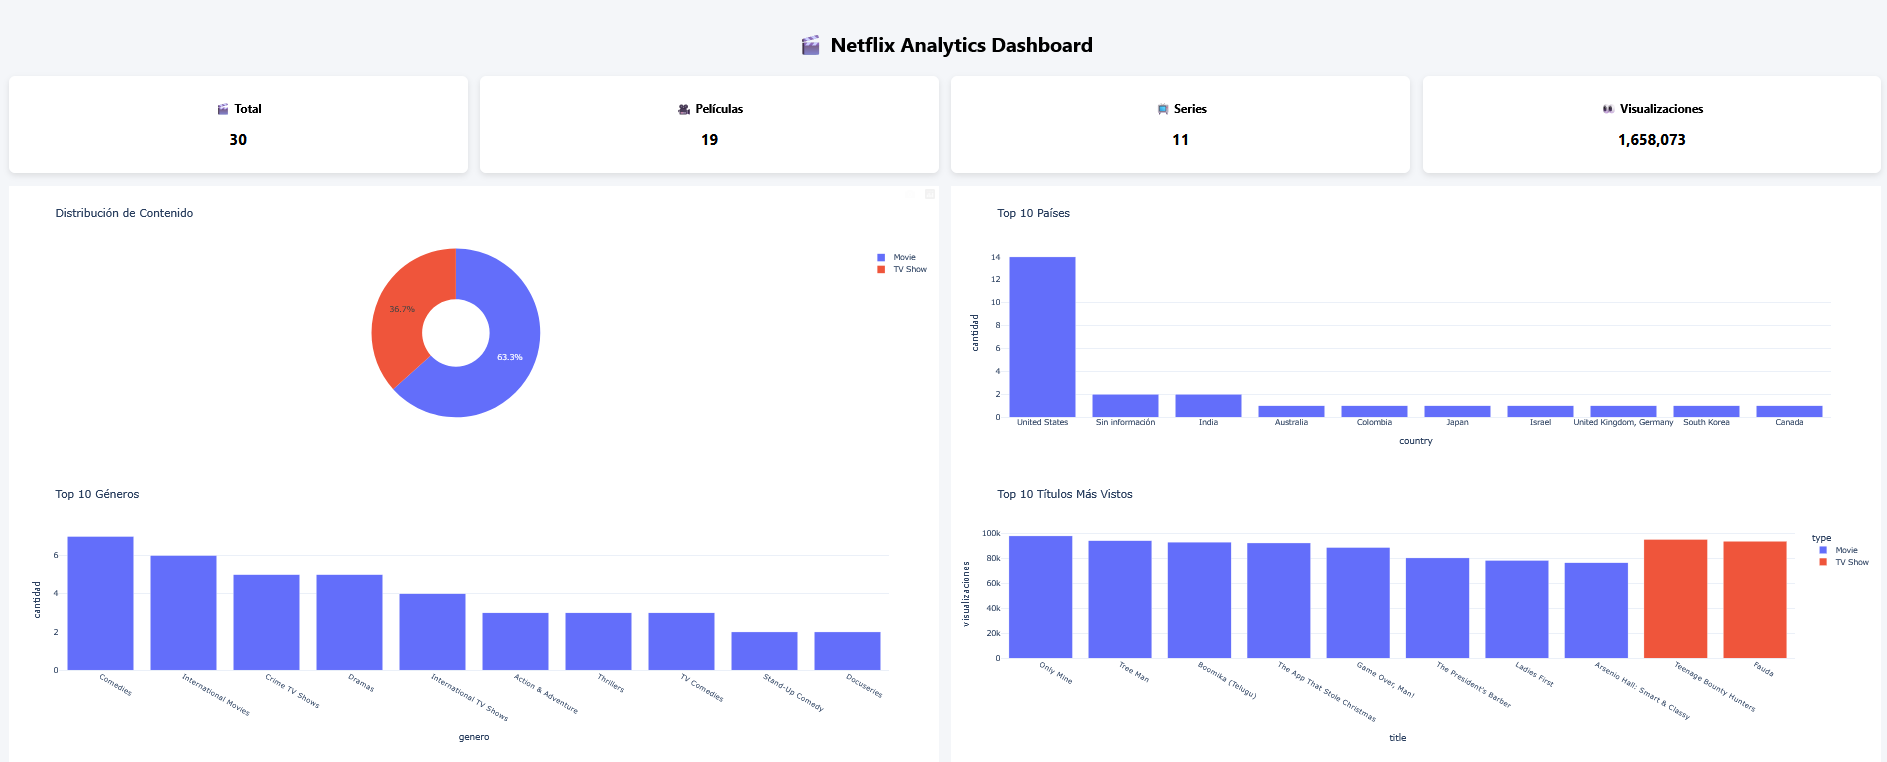 🎬 Netflix Analytics Dashboard
🎬 Total
30
🎥 Películas
19
📺 Series
11
👀 Visualizaciones
1,658,073
Distribución de Contenido
Movie
TV Show
36.7%
63.3%
Top 10 Países
14
12
10
8
6
4
2
0
cantidad
United States
Sin información
India
Australia
Colombia
Japan
Israel
United Kingdom, Germany
South Korea
Canada
country
Top 10 Géneros
6
4
2
0
cantidad
Comedies
International Movies
Crime TV Shows
Dramas
International TV Shows
Action & Adventure
Thrillers
TV Comedies
Stand-Up Comedy
Docuseries
genero
Top 10 Títulos Más Vistos
100k
80k
60k
40k
20k
0
visualizaciones
type
Movie
TV Show
Only Mine
Tree Man
Boomika (Telugu)
The App That Stole Christmas
Game Over, Man!
The President's Barber
Ladies First
Arsenio Hall: Smart & Classy
Teenage Bounty Hunters
Fauda
title